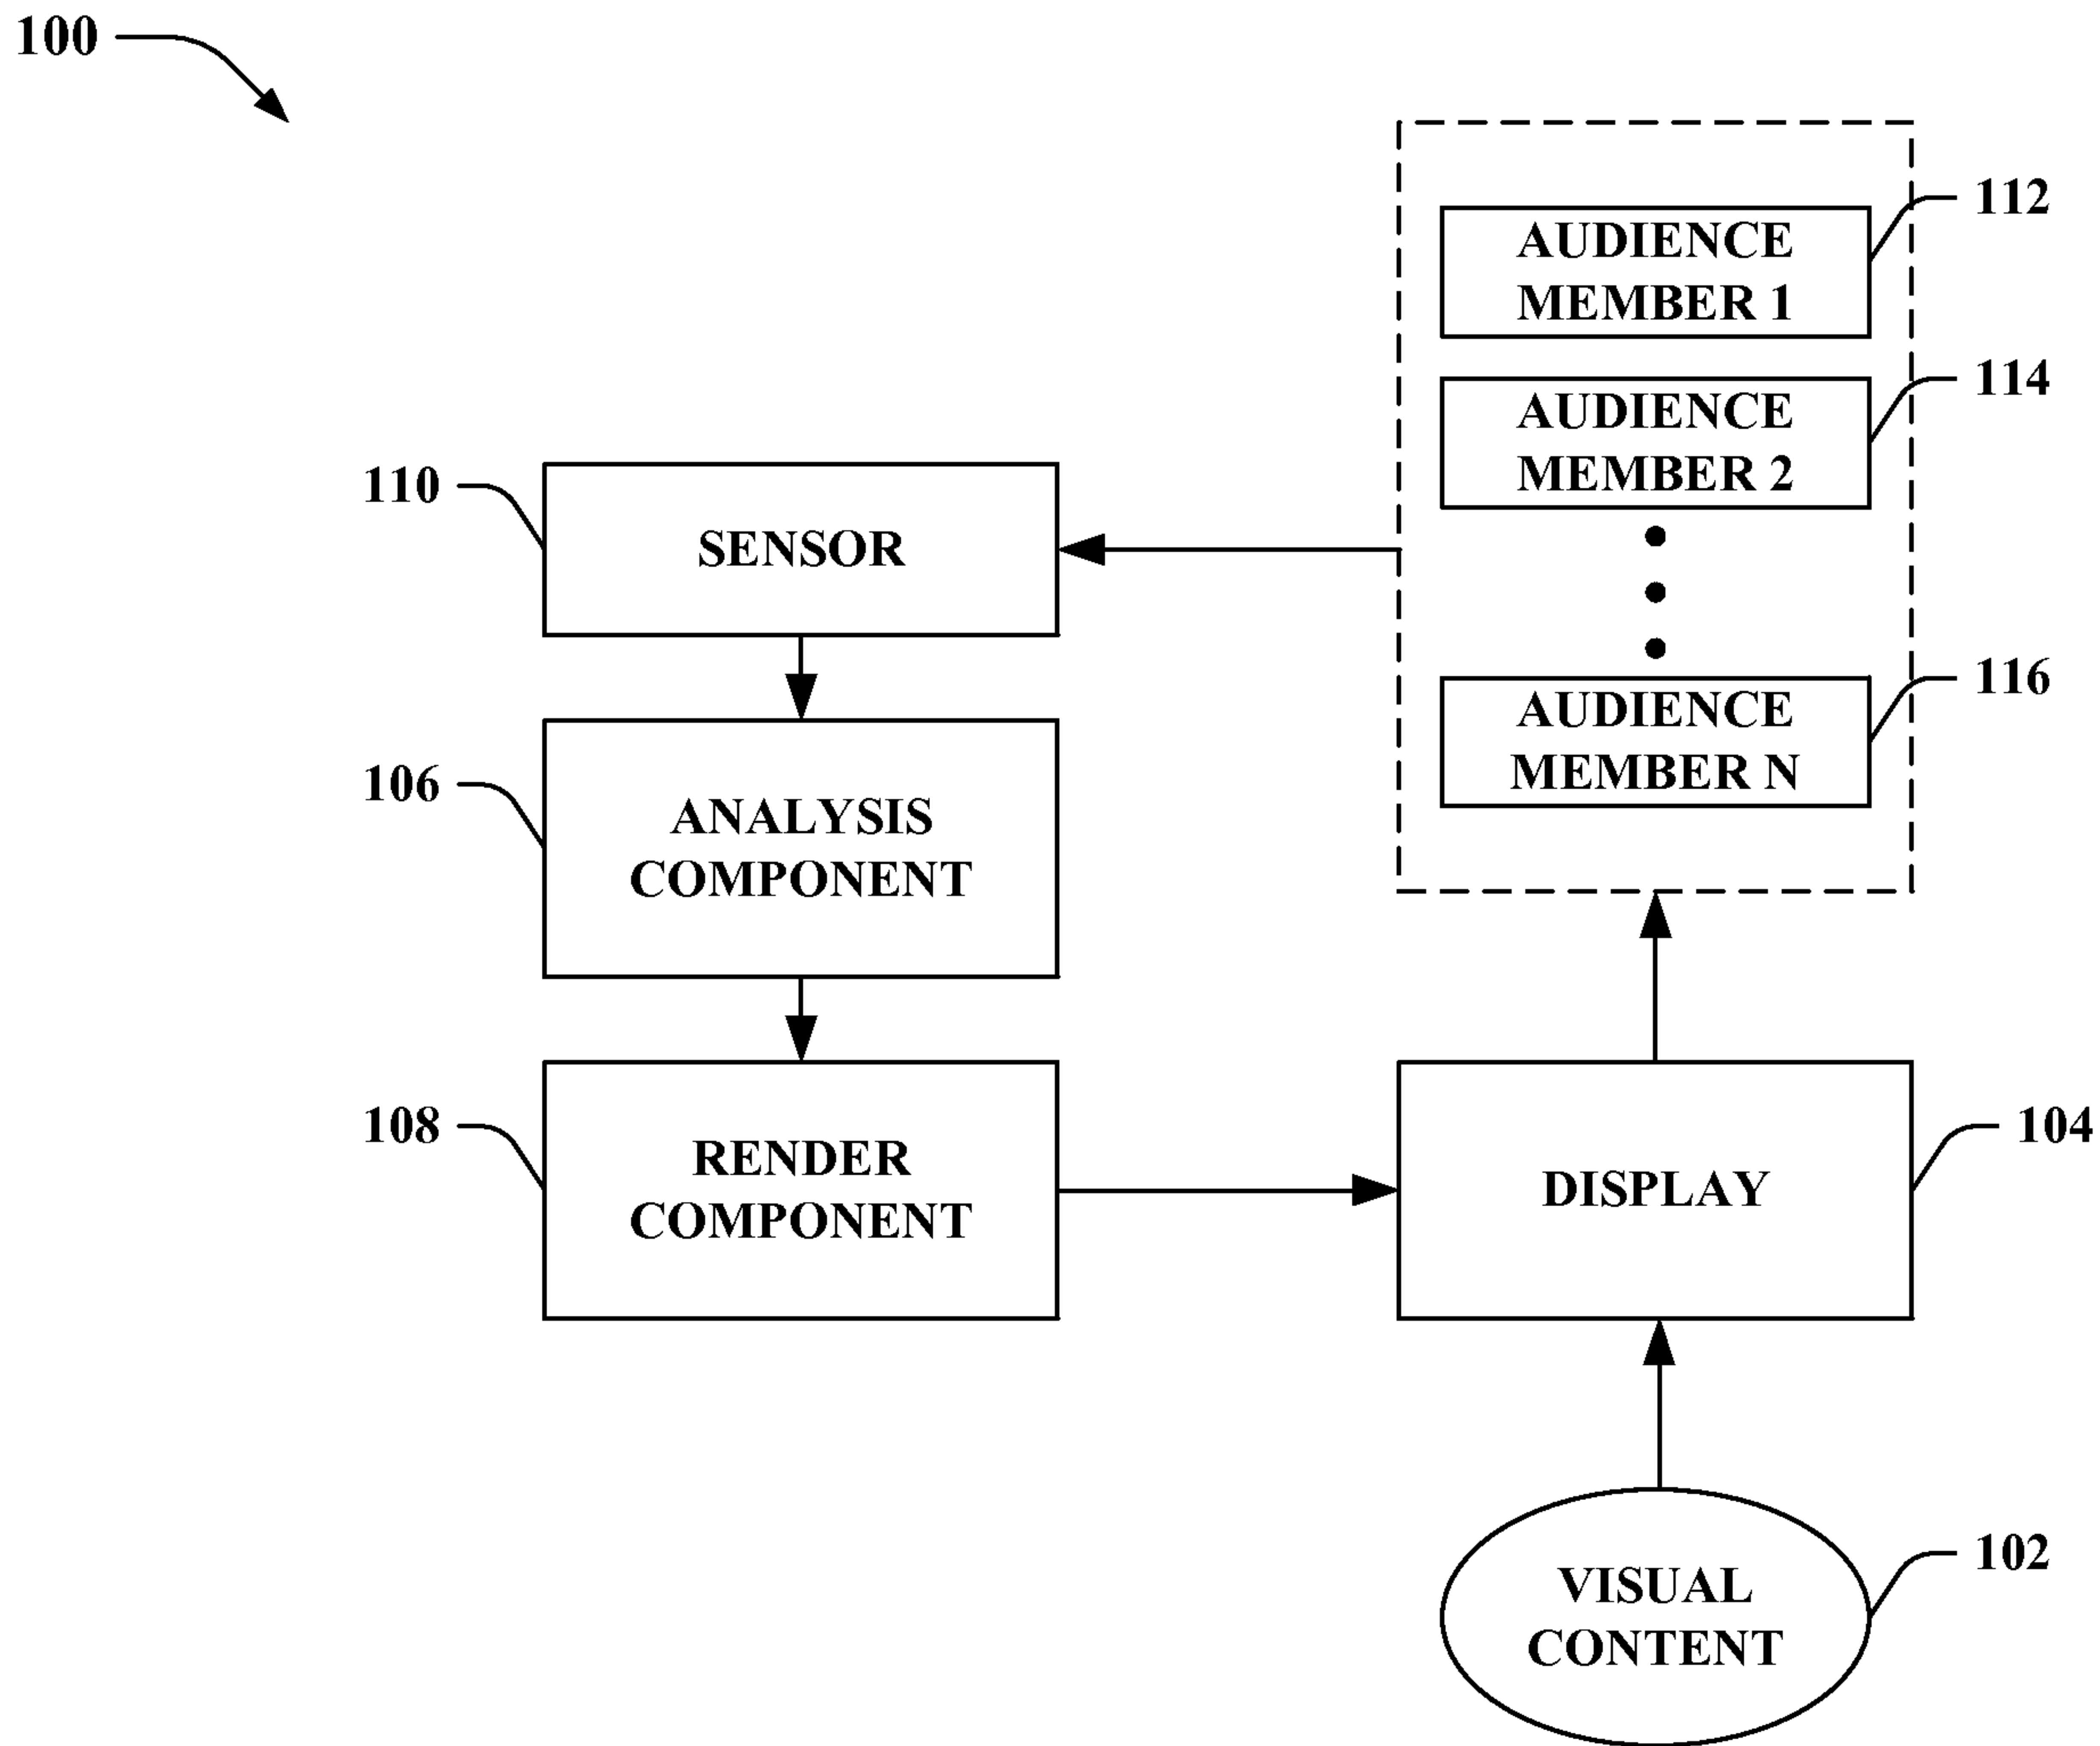 100
112
AUDIENCE
MEMBER 1
114
AUDIENCE
MEMBER 2
110
SENSOR
116
AUDIENCE
MEMBER N
106
ANALYSIS
COMPONENT
108
RENDER
COMPONENT
104
DISPLAY
102
VISUAL
CONTENT